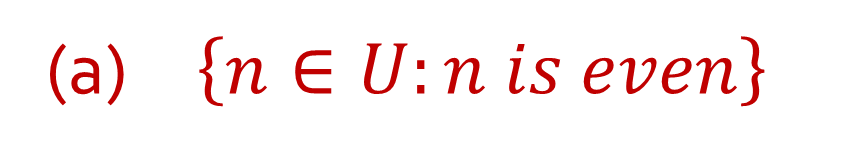 (a) {n ∈ U: n is even}